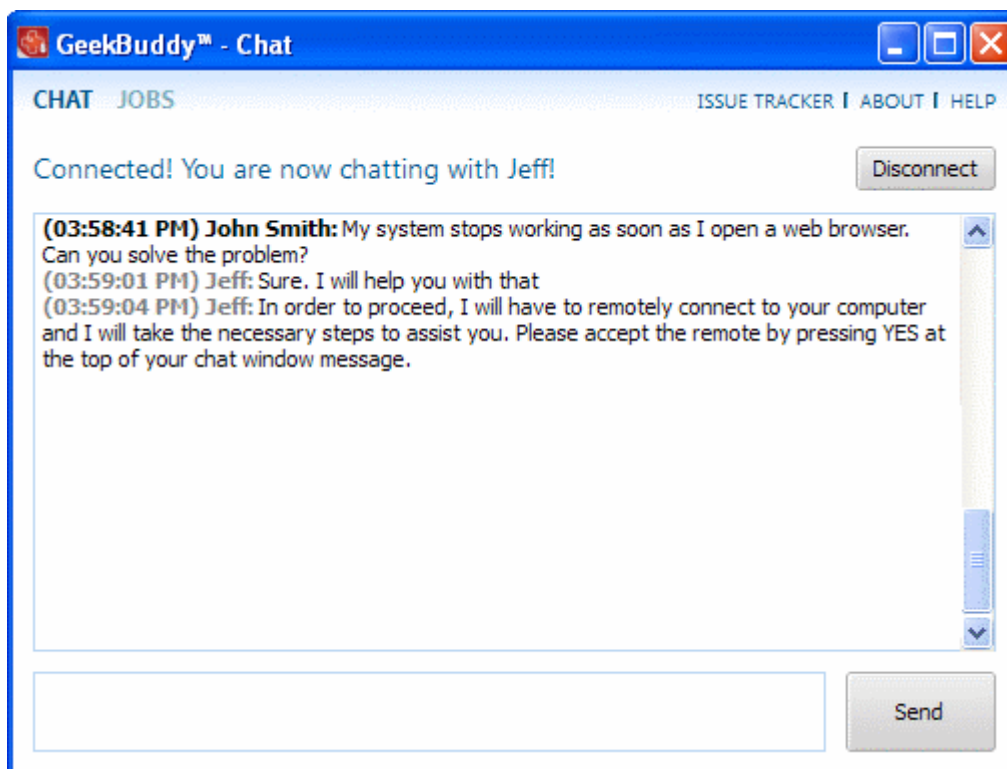 GeekBuddy™ - Chat
CHAT JOBS
ISSUE TRACKER | ABOUT | HELP
Connected! You are now chatting with Jeff!
Disconnect
(03:58:41 PM) John Smith: My system stops working as soon as I open a web browser.
Can you solve the problem?
(03:59:01 PM) Jeff: Sure. I will help you with that
(03:59:04 PM) Jeff: In order to proceed, I will have to remotely connect to your computer
and I will take the necessary steps to assist you. Please accept the remote by pressing YES at
the top of your chat window message.
Send